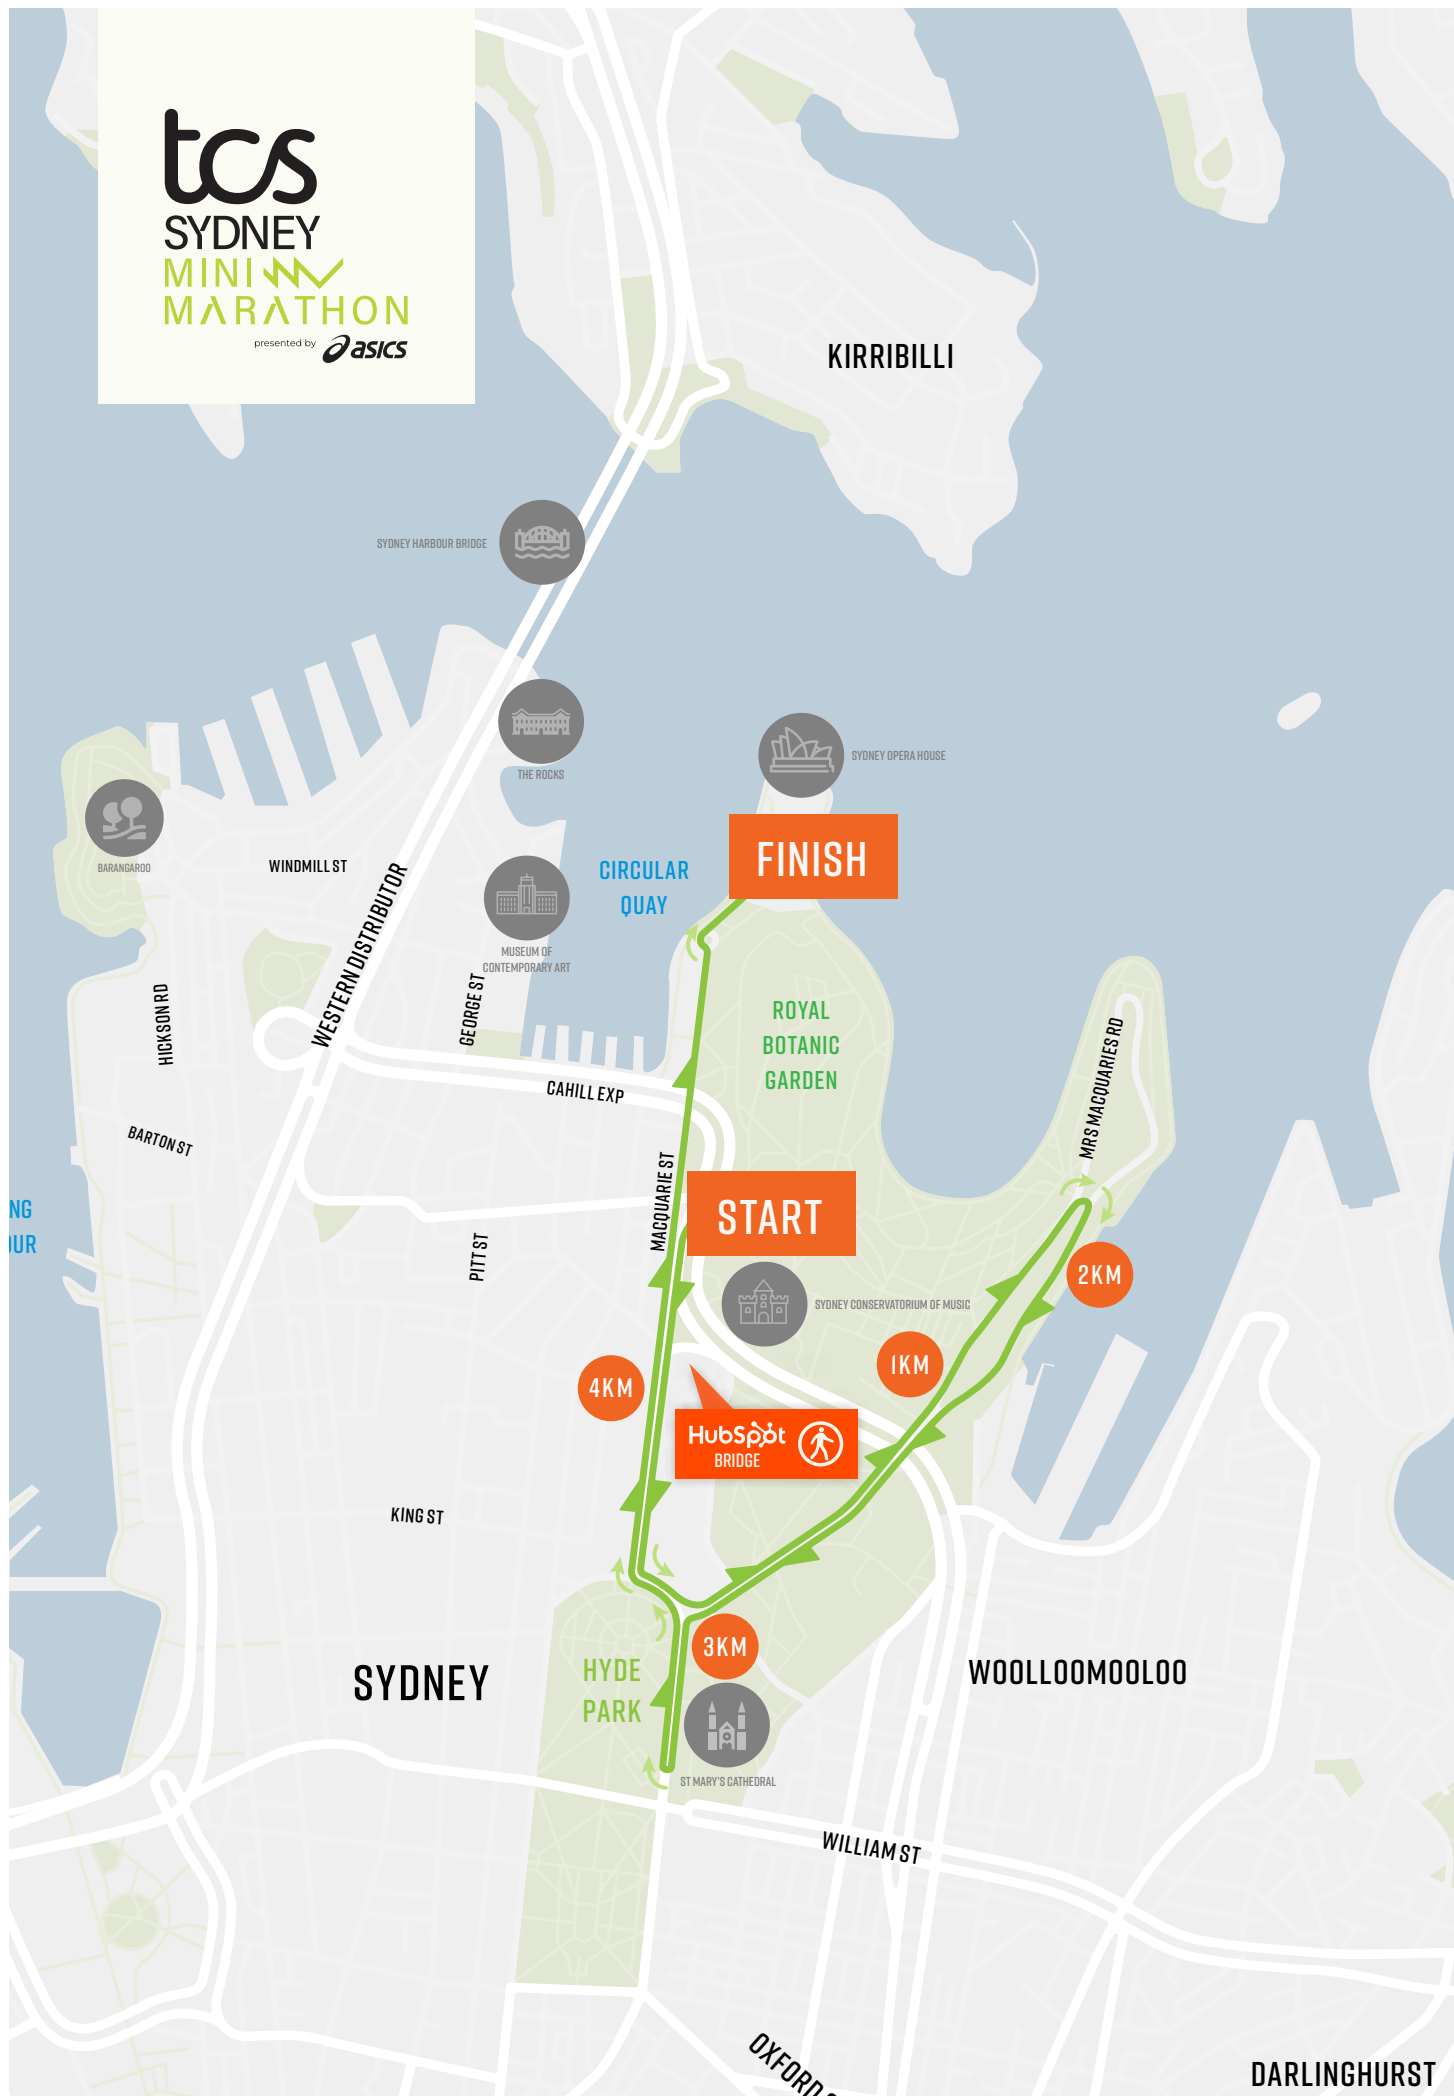 tcs
SYDNEY
MINI
MARATHON
presented by asics
KIRRIBILLI
SYDNEY HARBOUR BRIDGE
THE ROCKS
SYDNEY OPERA HOUSE
BARANGAROO
WINDMILL ST
WESTERN DISTRIBUTOR
MUSEUM OF
CONTEMPORARY ART
CIRCULAR
QUAY
FINISH
HICKSON RD
GEORGE ST
ROYAL
BOTANIC
GARDEN
MRS MACQUARIES RD
CAHILL EXP
BARTON ST
MACQUARIE ST
START
NG
OUR
PITT ST
2KM
SYDNEY CONSERVATORIUM OF MUSIC
1KM
4KM
HubSpot
BRIDGE
KING ST
3KM
SYDNEY
HYDE
PARK
WOOLLOOMOOLOO
ST MARY'S CATHEDRAL
WILLIAM ST
OXFORD
DARLINGHURST